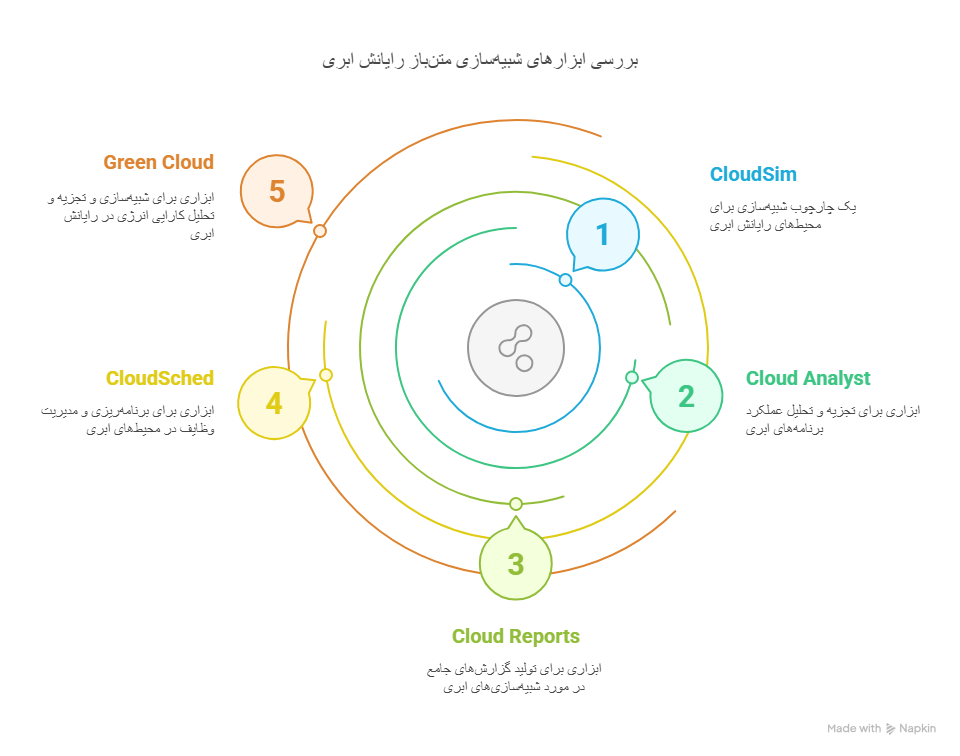 بررسی ابزارهای شبیه‌سازی متن‌باز رایانش ابری
1
CloudSim
یک چارچوب شبیه‌سازی برای
محیط‌های رایانش ابری
2
Cloud Analyst
ابزاری برای تجزیه و تحلیل عملکرد
برنامه‌های ابری
3
Cloud Reports
ابزاری برای تولید گزارش‌های جامع
در مورد شبیه‌سازی‌های ابری
4
CloudSched
ابزاری برای برنامه‌ریزی و مدیریت
وظایف در محیط‌های ابری
5
Green Cloud
ابزاری برای شبیه‌سازی و تجزیه و
تحلیل کارایی انرژی در رایانش
ابری
Made with Napkin